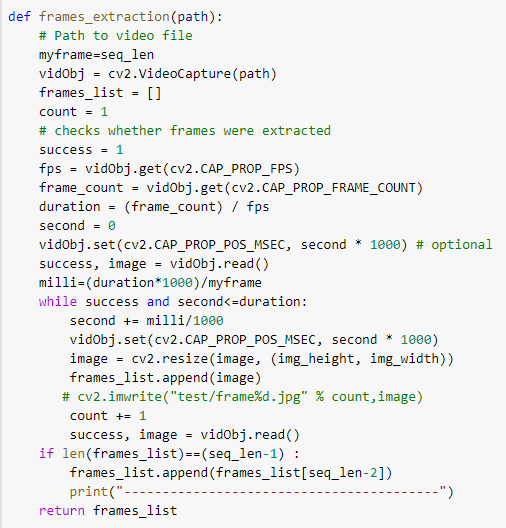 def frames_extraction(path):
    # Path to video file
    myframe=seq_len
    vidObj = cv2.VideoCapture(path)
    frames_list = []
    count = 1
    # checks whether frames were extracted
    success = 1
    fps = vidObj.get(cv2.CAP_PROP_FPS)
    frame_count = vidObj.get(cv2.CAP_PROP_FRAME_COUNT)
    duration = (frame_count) / fps
    second = 0
    vidObj.set(cv2.CAP_PROP_POS_MSEC, second * 1000) # optional
    success, image = vidObj.read()
    milli=(duration*1000)/myframe
    while success and second<=duration:
        second += milli/1000
        vidObj.set(cv2.CAP_PROP_POS_MSEC, second * 1000)
        image = cv2.resize(image, (img_height, img_width))
        frames_list.append(image)
       # cv2.imwrite("test/frame%d.jpg" % count,image)
        count += 1
        success, image = vidObj.read()
    if len(frames_list)==(seq_len-1) :
        frames_list.append(frames_list[seq_len-2])
        print("-----------------------------------------")
    return frames_list